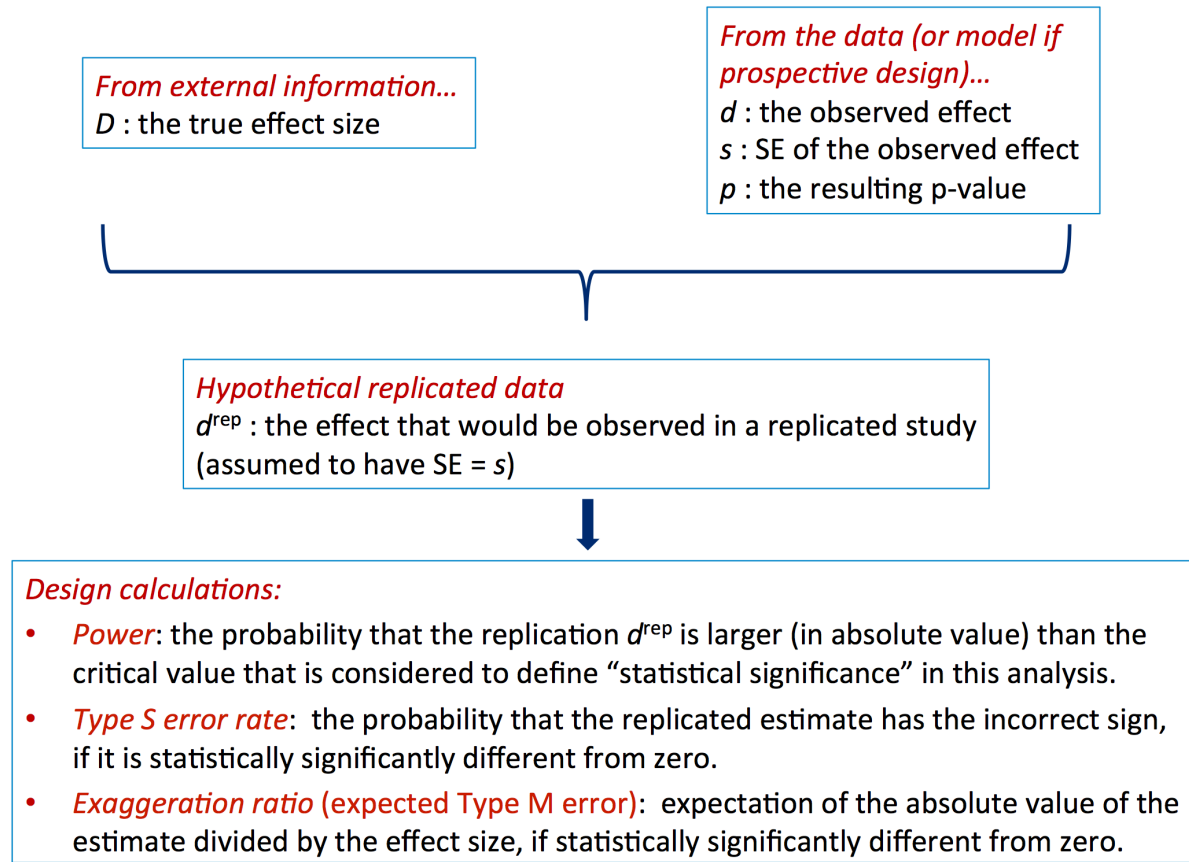 From external information…
D : the true effect size
From the data (or model if
prospective design)…
d : the observed effect
s : SE of the observed effect
p : the resulting p-value
Hypothetical replicated data
dʳᵉᵖ : the effect that would be observed in a replicated study
(assumed to have SE = s)
Design calculations:
• Power: the probability that the replication dʳᵉᵖ is larger (in absolute value) than the
critical value that is considered to define “statistical significance” in this analysis.
• Type S error rate: the probability that the replicated estimate has the incorrect sign,
if it is statistically significantly different from zero.
• Exaggeration ratio (expected Type M error): expectation of the absolute value of the
estimate divided by the effect size, if statistically significantly different from zero.